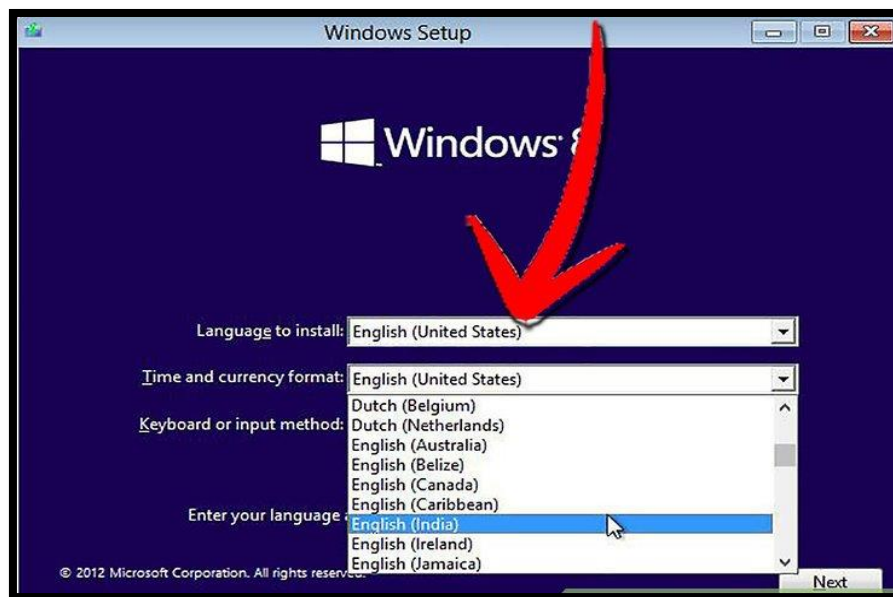 Windows Setup
Windows 8
Language to install: English (United States)
Time and currency format: English (United States)
Dutch (Belgium)
Keyboard or input method: Dutch (Netherlands)
English (Australia)
English (Belize)
English (Canada)
English (Caribbean)
Enter your language English (India)
English (Ireland)
English (Jamaica)
© 2012 Microsoft Corporation. All rights reserved.
Next